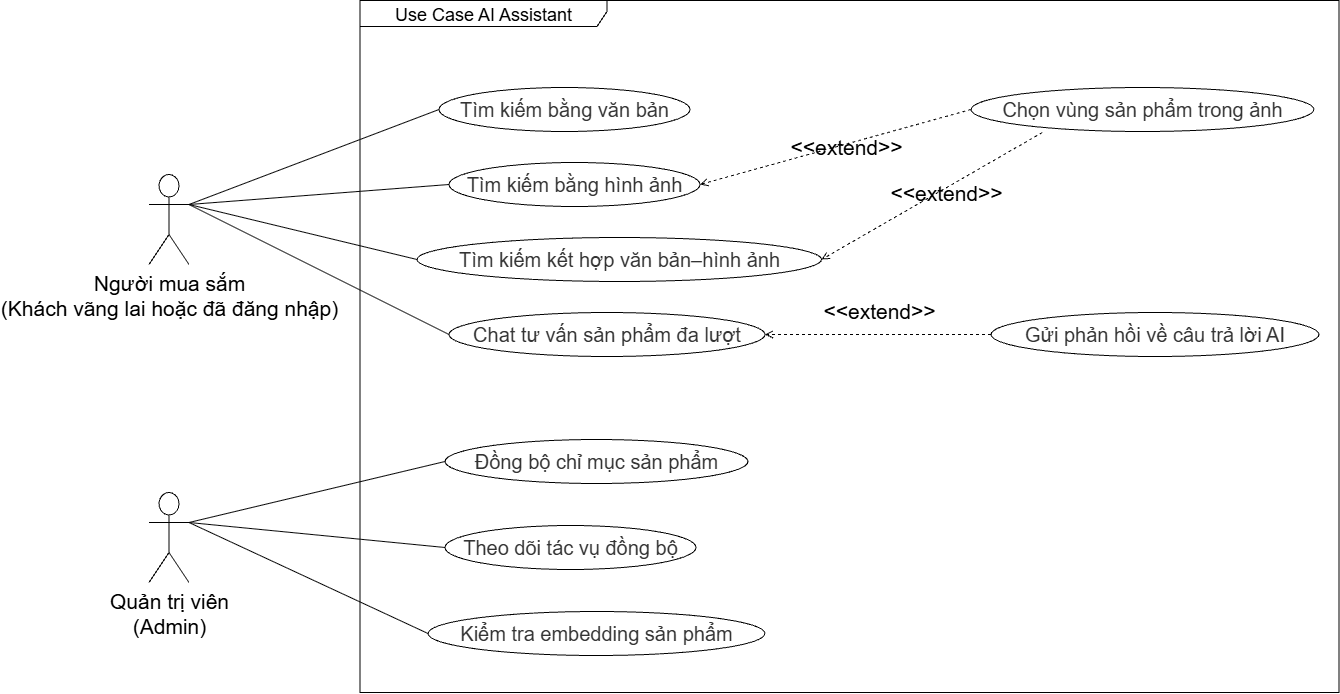 Use Case AI Assistant
Tìm kiếm bằng văn bản
Chọn vùng sản phẩm trong ảnh
<<extend>>
Tìm kiếm bằng hình ảnh
<<extend>>
Tìm kiếm kết hợp văn bản–hình ảnh
Người mua sắm
(Khách vãng lai hoặc đã đăng nhập)
<<extend>>
Chat tư vấn sản phẩm đa lượt
Gửi phản hồi về câu trả lời AI
Đồng bộ chỉ mục sản phẩm
Theo dõi tác vụ đồng bộ
Quản trị viên
(Admin)
Kiểm tra embedding sản phẩm